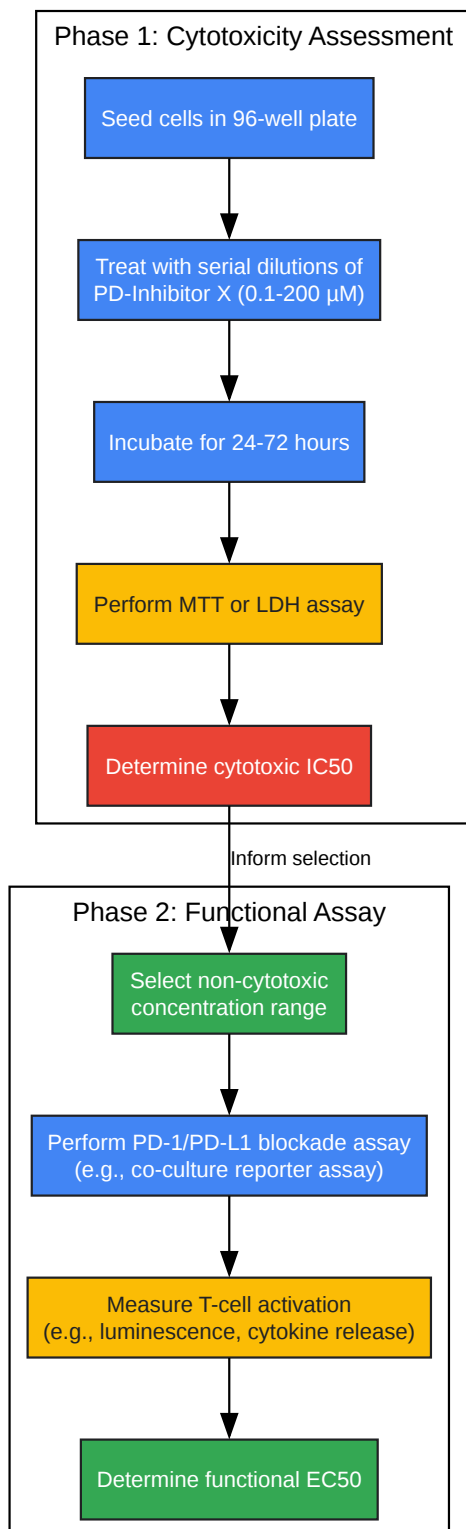 Phase 1: Cytotoxicity Assessment
Seed cells in 96-well plate
Treat with serial dilutions of
PD-Inhibitor X (0.1-200 µM)
Incubate for 24-72 hours
Perform MTT or LDH assay
Determine cytotoxic IC50
Inform selection
Phase 2: Functional Assay
Select non-cytotoxic
concentration range
Perform PD-1/PD-L1 blockade assay
(e.g., co-culture reporter assay)
Measure T-cell activation
(e.g., luminescence, cytokine release)
Determine functional EC50